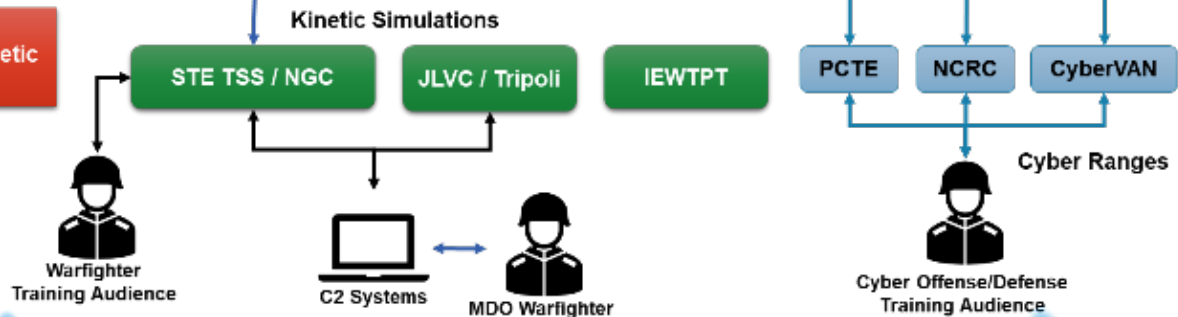 Kinetic Simulations
etic
STE TSS / NGC
JLVC / Tripoli
IEWTPT
PCTE
NCRC
CyberVAN
Cyber Ranges
Warfighter
Training Audience
C2 Systems
MDO Warfighter
Cyber Offense/Defense
Training Audience